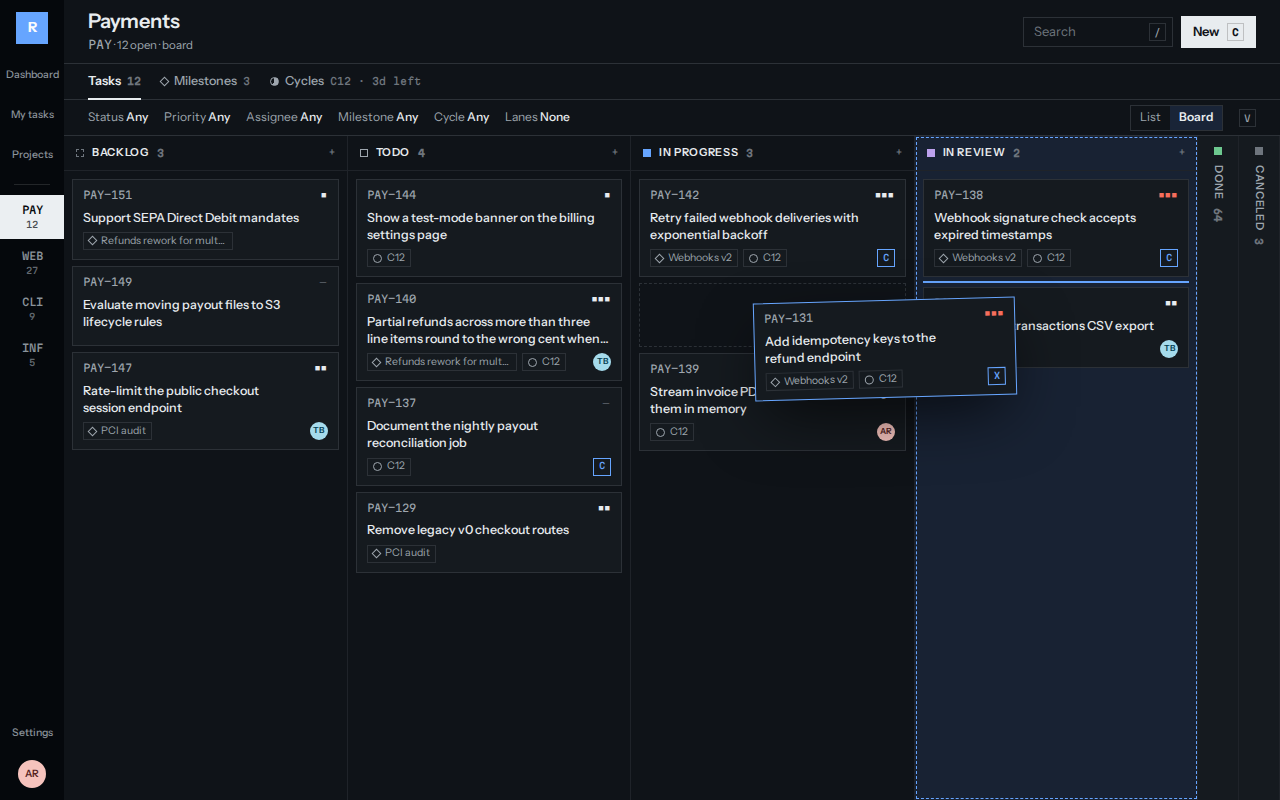 R
Dashboard
My tasks
Projects
PAY
12
WEB
27
CLI
9
INF
5
Settings
AR
Payments
PAY·12 open·board
Search /
New C
Tasks 12
Milestones 3
Cycles C12 · 3d left
Status Any
Priority Any
Assignee Any
Milestone Any
Cycle Any
Lanes None
List
Board
V
BACKLOG 3 +
PAY-151
Support SEPA Direct Debit mandates
Refunds rework for mult…
PAY-149 —
Evaluate moving payout files to S3
lifecycle rules
PAY-147
Rate-limit the public checkout
session endpoint
PCI audit
TB
TODO 4 +
PAY-144
Show a test-mode banner on the billing
settings page
C12
PAY-140
Partial refunds across more than three
line items round to the wrong cent when…
Refunds rework for mult…
C12
TB
PAY-137 —
Document the nightly payout
reconciliation job
C12
C
PAY-129
Remove legacy v0 checkout routes
PCI audit
IN PROGRESS 3 +
PAY-142
Retry failed webhook deliveries with
exponential backoff
Webhooks v2
C12
C
PAY-131
Add idempotency keys to the
refund endpoint
Webhooks v2
C12
X
PAY-139
Stream invoice
them in memory
C12
AR
IN REVIEW 2 +
PAY-138
Webhook signature check accepts
expired timestamps
Webhooks v2
C12
C
CSV export
TB
DONE 64
CANCELED 3